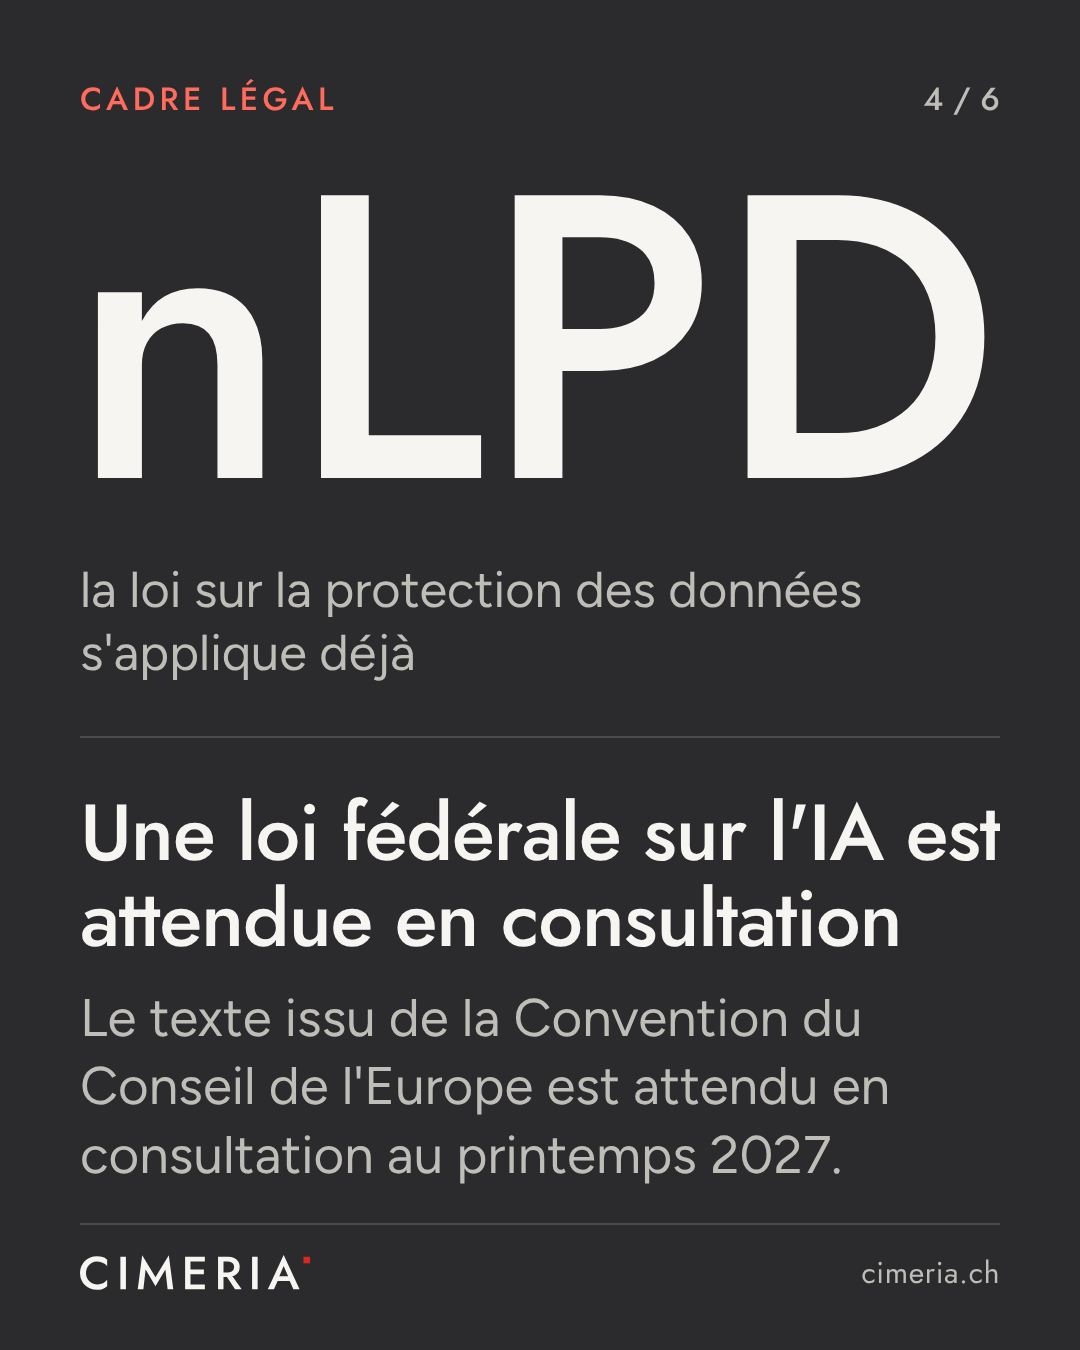 CADRE LÉGAL
4 / 6
nLPD
la loi sur la protection des données
s'applique déjà
Une loi fédérale sur l'IA est
attendue en consultation
Le texte issu de la Convention du
Conseil de l'Europe est attendu en
consultation au printemps 2027.
CIMERIA
cimeria.ch